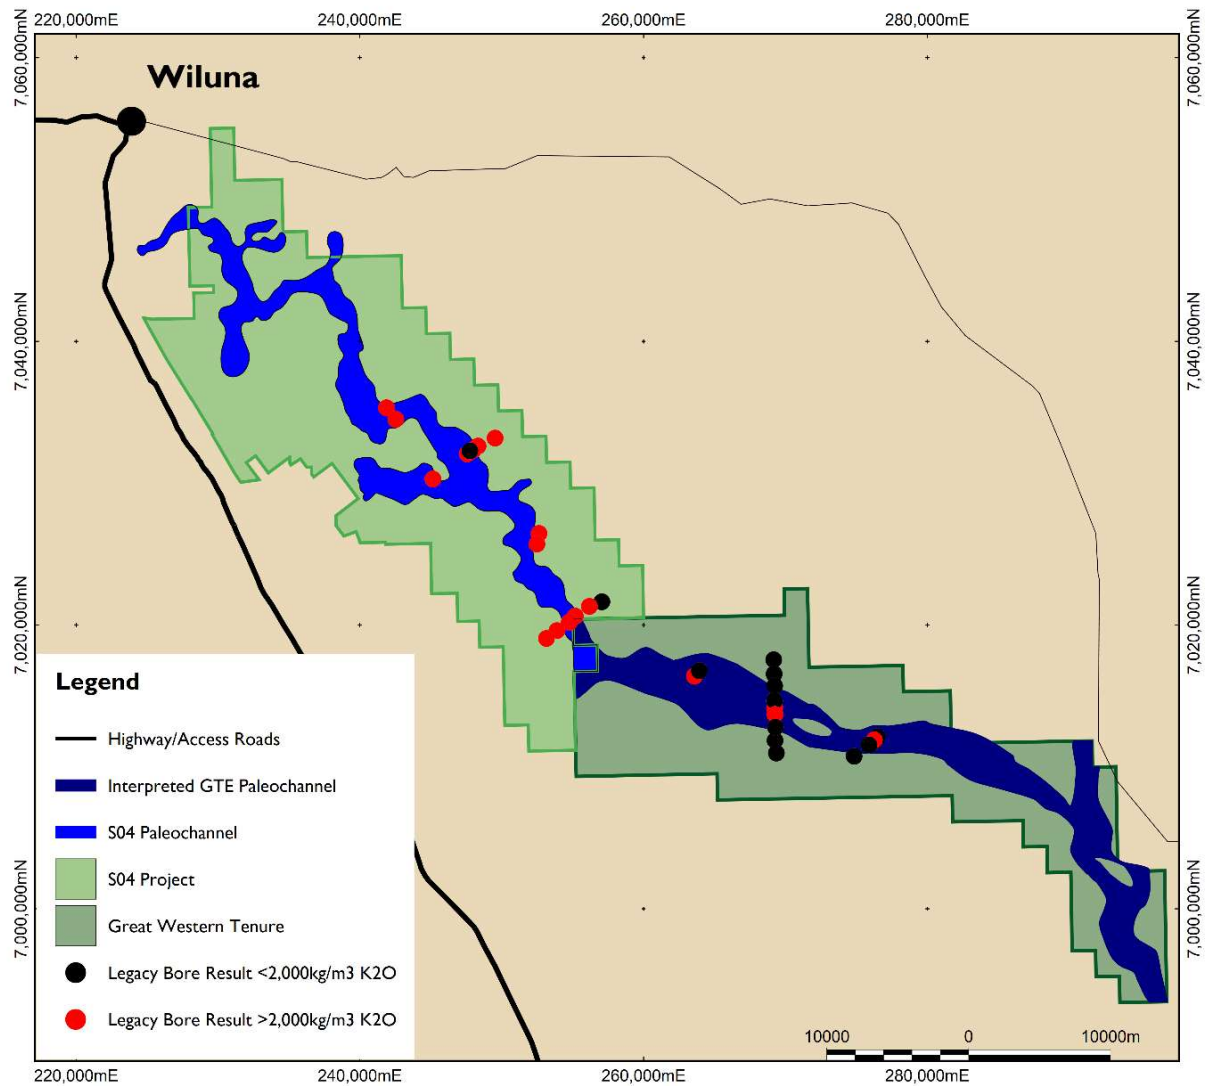 220,000mE 240,000mE 260,000mE 280,000mE
7,060,000mN 7,060,000mN
Wiluna
7,040,000mN 7,040,000mN
7,020,000mN 7,020,000mN
7,000,000mN 7,000,000mN
Legend
Highway/Access Roads
Interpreted GTE Paleochannel
S04 Paleochannel
S04 Project
Great Western Tenure
Legacy Bore Result <2,000kg/m3 K2O
Legacy Bore Result >2,000kg/m3 K2O
10000 0 10000m
220,000mE 240,000mE 260,000mE 280,000mE